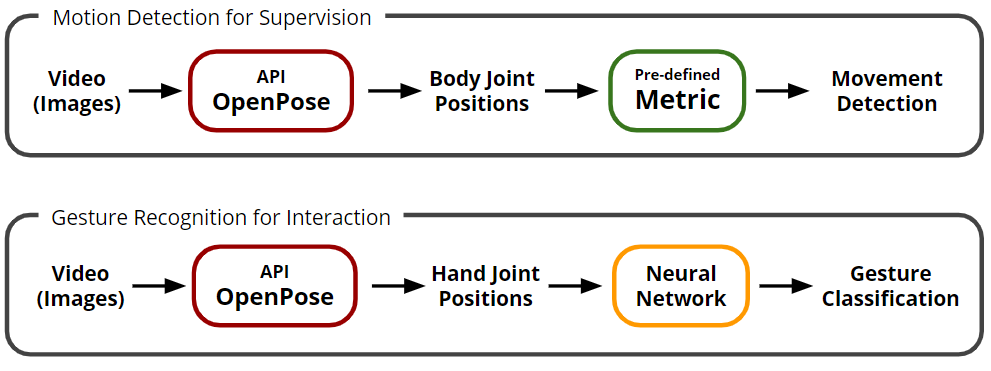 Motion Detection for Supervision
Video
(Images)
API
OpenPose
Body Joint
Positions
Pre-defined
Metric
Movement
Detection
Gesture Recognition for Interaction
Video
(Images)
API
OpenPose
Hand Joint
Positions
Neural
Network
Gesture
Classification